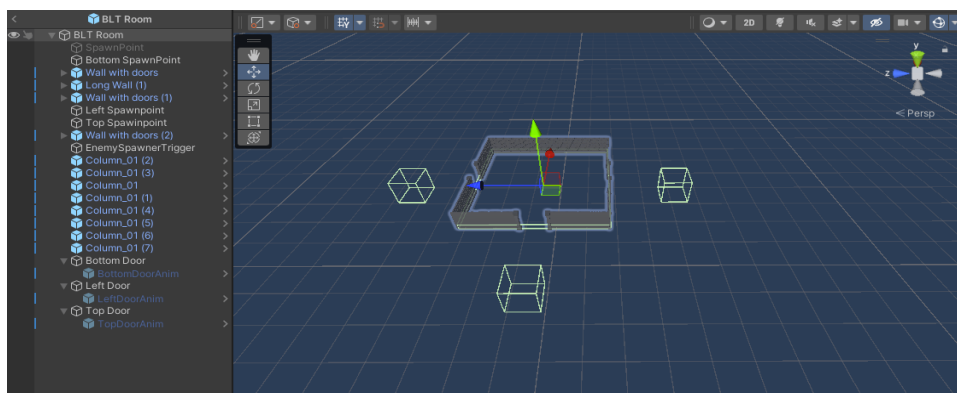 BLT Room
BLT Room
SpawnPoint
Bottom SpawnPoint
Wall with doors
Long Wall (1)
Wall with doors (1)
Left Spawnpoint
Top Spawinpoint
Wall with doors (2)
EnemySpawnerTrigger
Column_01 (2)
Column_01 (3)
Column_01
Column_01 (1)
Column_01 (4)
Column_01 (5)
Column_01 (6)
Column_01 (7)
Bottom Door
BottomDoorAnim
Left Door
LeftDoorAnim
Top Door
TopDoorAnim
2D
y
z
< Persp